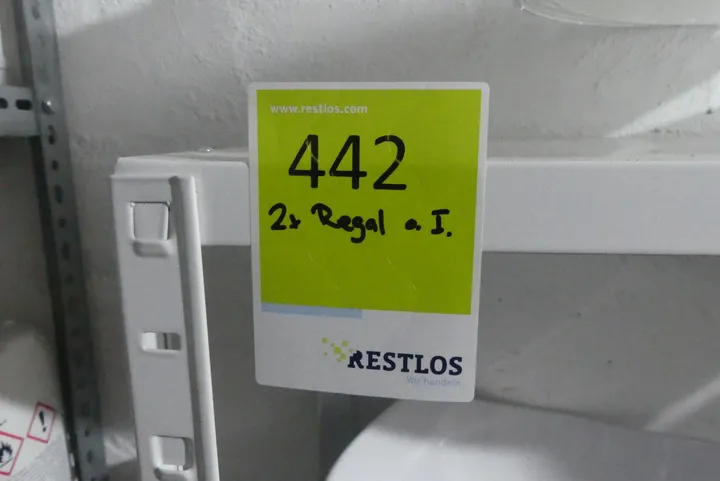 www.restlos.com
442
2x Regal o. I.
RESTLOS
Wir handeln